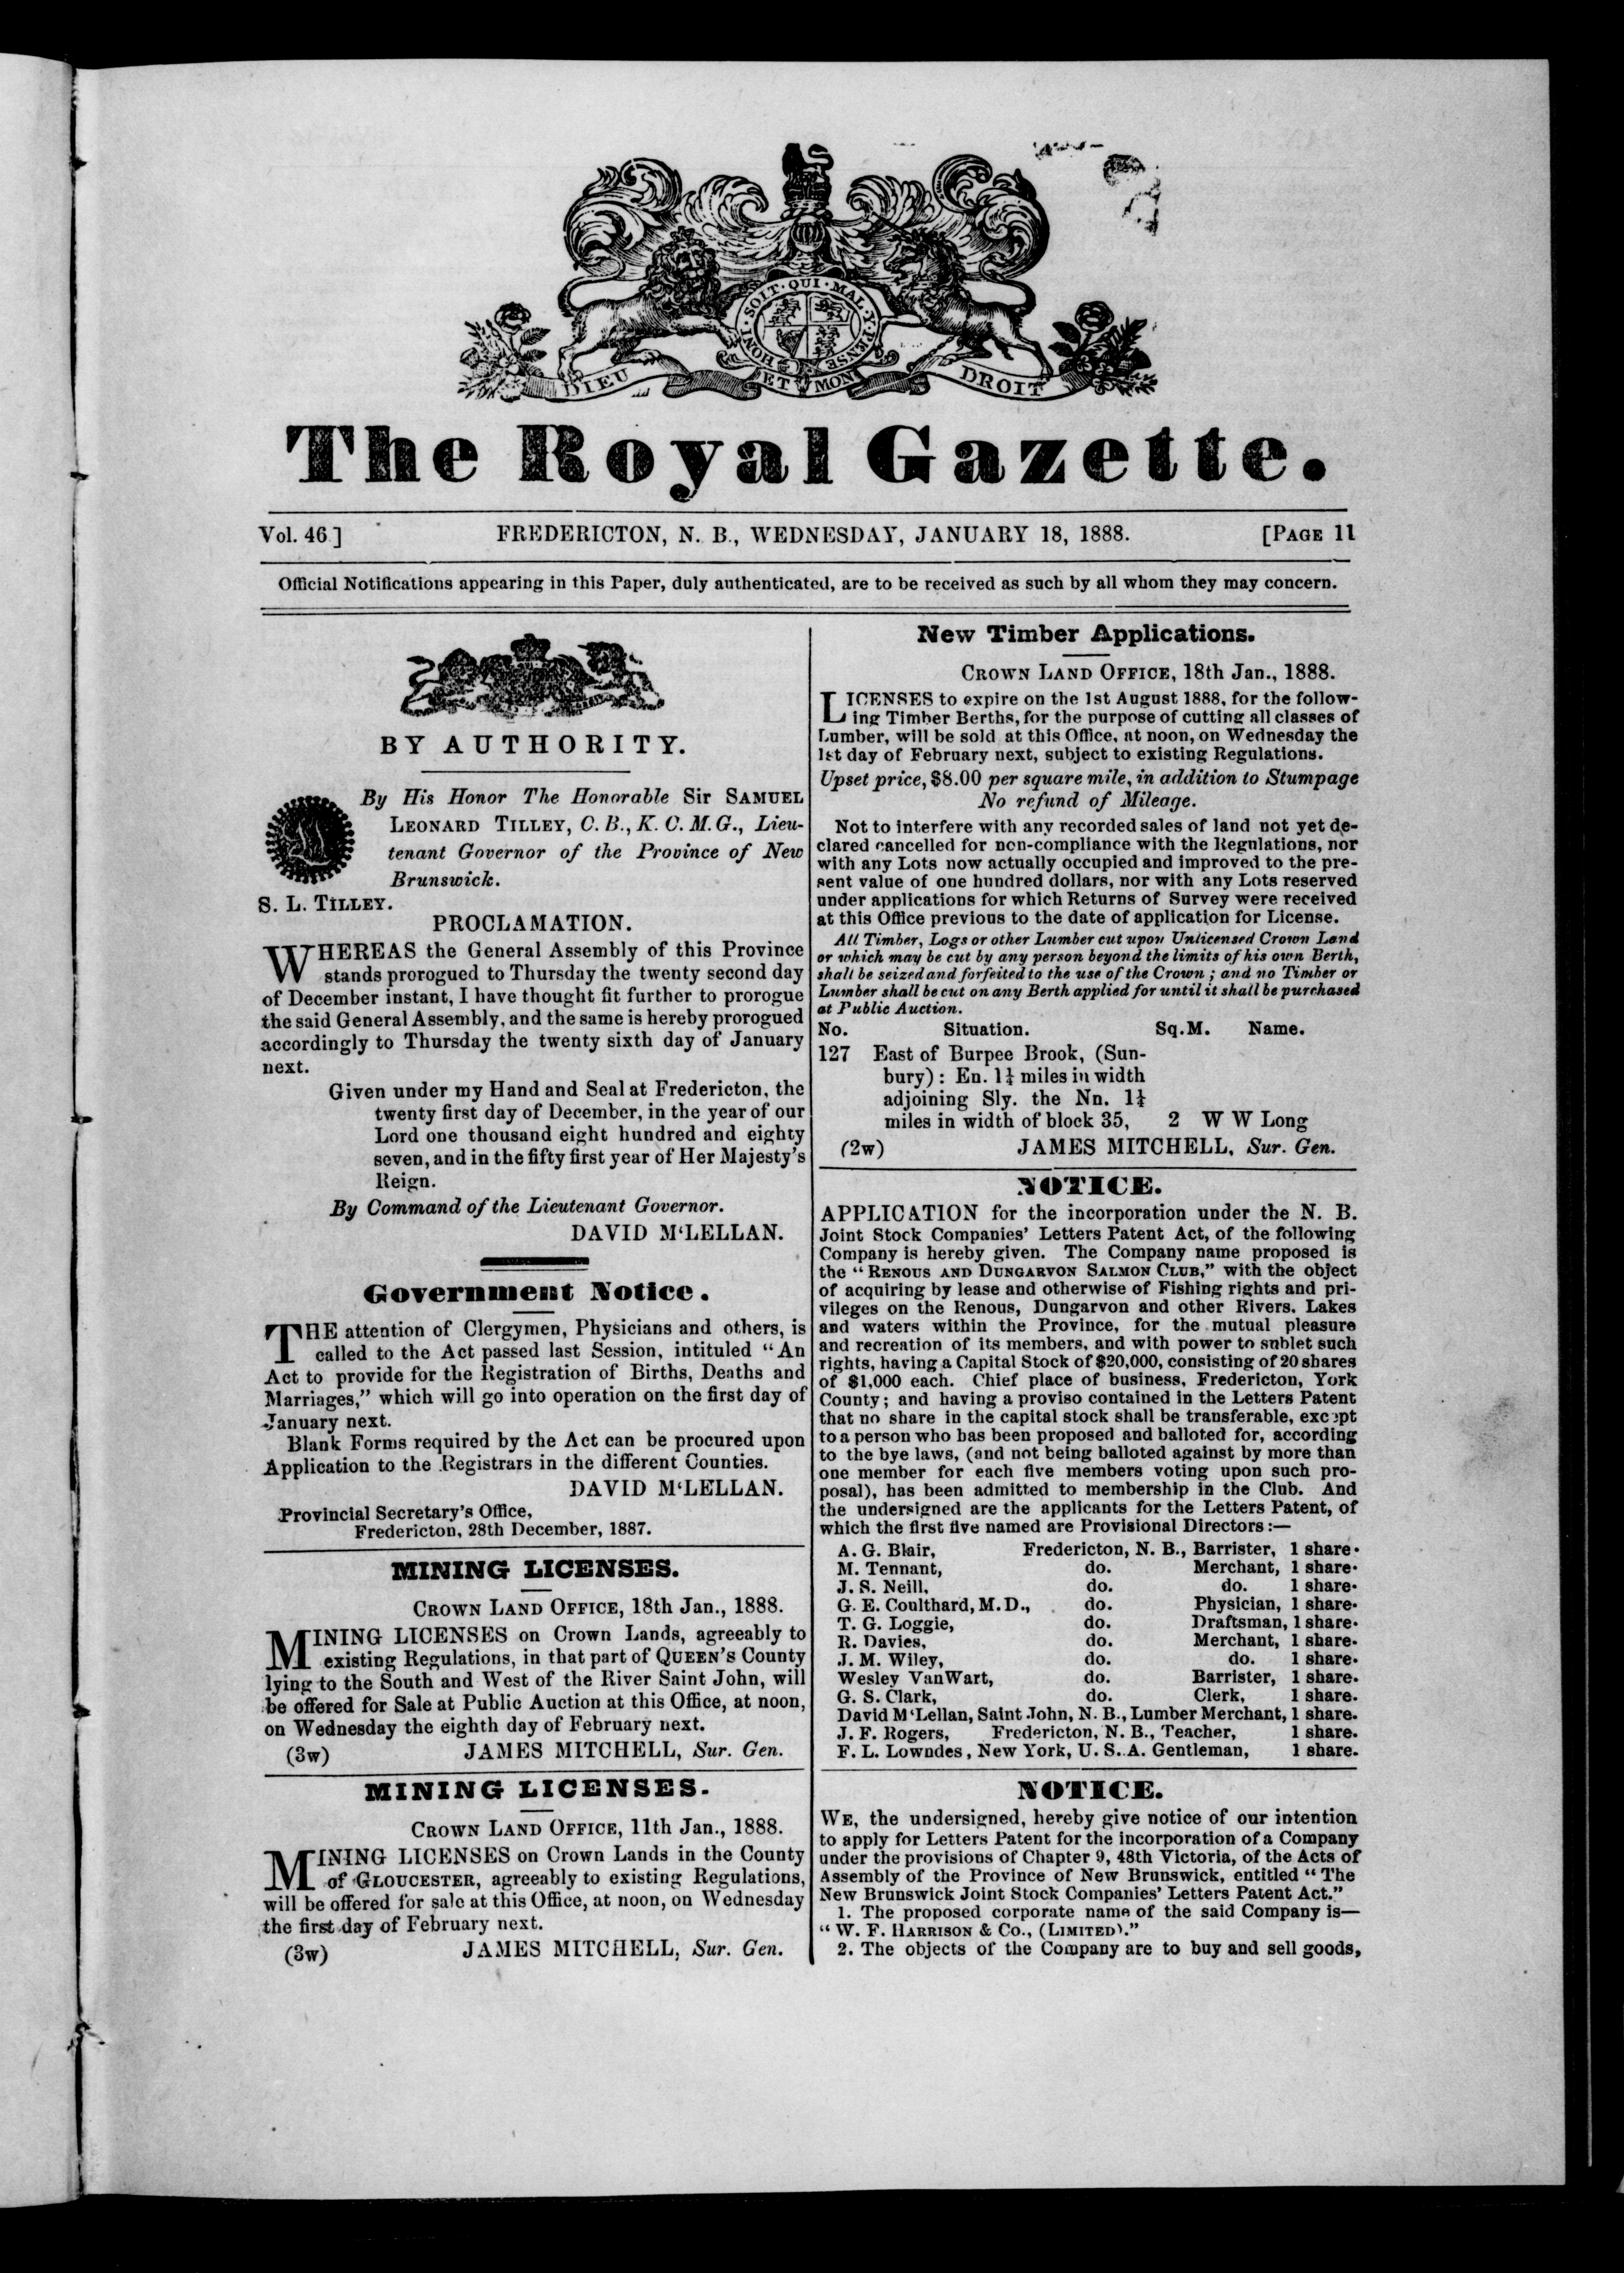 HONI · SOIT · QUI · MAL · Y · PENSE
DIEU ET MON DROIT
The Royal Gazette.
Vol. 46] FREDERICTON, N. B., WEDNESDAY, JANUARY 18, 1888. [PAGE 11
Official Notifications appearing in this Paper, duly authenticated, are to be received as such by all whom they may concern.
BY AUTHORITY.
By His Honor The Honorable Sir SAMUEL
LEONARD TILLEY, C. B., K. C. M. G., Lieu-
tenant Governor of the Province of New
Brunswick.
S. L. TILLEY.
PROCLAMATION.
WHEREAS the General Assembly of this Province
stands prorogued to Thursday the twenty second day
of December instant, I have thought fit further to prorogue
the said General Assembly, and the same is hereby prorogued
accordingly to Thursday the twenty sixth day of January
next.
Given under my Hand and Seal at Fredericton, the
twenty first day of December, in the year of our
Lord one thousand eight hundred and eighty
seven, and in the fifty first year of Her Majesty's
Reign.
By Command of the Lieutenant Governor.
DAVID M'LELLAN.
Government Notice.
THE attention of Clergymen, Physicians and others, is
called to the Act passed last Session, intituled "An
Act to provide for the Registration of Births, Deaths and
Marriages," which will go into operation on the first day of
January next.
Blank Forms required by the Act can be procured upon
Application to the Registrars in the different Counties.
DAVID M'LELLAN.
Provincial Secretary's Office,
Fredericton, 28th December, 1887.
MINING LICENSES.
CROWN LAND OFFICE, 18th Jan., 1888.
MINING LICENSES on Crown Lands, agreeably to
existing Regulations, in that part of QUEEN'S County
lying to the South and West of the River Saint John, will
be offered for Sale at Public Auction at this Office, at noon,
on Wednesday the eighth day of February next.
(3w) JAMES MITCHELL, Sur. Gen.
MINING LICENSES.
CROWN LAND OFFICE, 11th Jan., 1888.
MINING LICENSES on Crown Lands in the County
of GLOUCESTER, agreeably to existing Regulations,
will be offered for sale at this Office, at noon, on Wednesday
the first day of February next.
(3w) JAMES MITCHELL, Sur. Gen.
New Timber Applications.
CROWN LAND OFFICE, 18th Jan., 1888.
LICENSES to expire on the 1st August 1888, for the follow-
ing Timber Berths, for the purpose of cutting all classes of
Lumber, will be sold at this Office, at noon, on Wednesday the
1st day of February next, subject to existing Regulations.
Upset price, $8.00 per square mile, in addition to Stumpage
No refund of Mileage.
Not to interfere with any recorded sales of land not yet de-
clared cancelled for non-compliance with the Regulations, nor
with any Lots now actually occupied and improved to the pre-
sent value of one hundred dollars, nor with any Lots reserved
under applications for which Returns of Survey were received
at this Office previous to the date of application for License.
All Timber, Logs or other Lumber cut upon Unlicensed Crown Land
or which may be cut by any person beyond the limits of his own Berth,
shall be seized and forfeited to the use of the Crown ; and no Timber or
Lumber shall be cut on any Berth applied for until it shall be purchased
at Public Auction.
No. Situation. Sq.M. Name.
127 East of Burpee Brook, (Sun-
bury) : En. 1¼ miles in width
adjoining Sly. the Nn. 1¼
miles in width of block 35, 2 W W Long
(2w) JAMES MITCHELL, Sur. Gen.
NOTICE.
APPLICATION for the incorporation under the N. B.
Joint Stock Companies' Letters Patent Act, of the following
Company is hereby given. The Company name proposed is
the "RENOUS AND DUNGARVON SALMON CLUB," with the object
of acquiring by lease and otherwise of Fishing rights and pri-
vileges on the Renous, Dungarvon and other Rivers. Lakes
and waters within the Province, for the mutual pleasure
and recreation of its members, and with power to sublet such
rights, having a Capital Stock of $20,000, consisting of 20 shares
of $1,000 each. Chief place of business, Fredericton, York
County; and having a proviso contained in the Letters Patent
that no share in the capital stock shall be transferable, except
to a person who has been proposed and balloted for, according
to the bye laws, (and not being balloted against by more than
one member for each five members voting upon such pro-
posal), has been admitted to membership in the Club. And
the undersigned are the applicants for the Letters Patent, of
which the first five named are Provisional Directors:—
A. G. Blair, Fredericton, N. B., Barrister, 1 share.
M. Tennant, do. Merchant, 1 share.
J. S. Neill, do. do. 1 share.
G. E. Coulthard, M.D., do. Physician, 1 share.
T. G. Loggie, do. Draftsman, 1 share.
R. Davies, do. Merchant, 1 share.
J. M. Wiley, do. do. 1 share.
Wesley VanWart, do. Barrister, 1 share.
G. S. Clark, do. Clerk, 1 share.
David M'Lellan, Saint John, N. B., Lumber Merchant, 1 share.
J. F. Rogers, Fredericton, N. B., Teacher, 1 share.
F. L. Lowndes, New York, U. S. A. Gentleman, 1 share.
NOTICE.
WE, the undersigned, hereby give notice of our intention
to apply for Letters Patent for the incorporation of a Company
under the provisions of Chapter 9, 48th Victoria, of the Acts of
Assembly of the Province of New Brunswick, entitled "The
New Brunswick Joint Stock Companies' Letters Patent Act."
1. The proposed corporate name of the said Company is—
"W. F. HARRISON & Co., (LIMITED)."
2. The objects of the Company are to buy and sell goods,